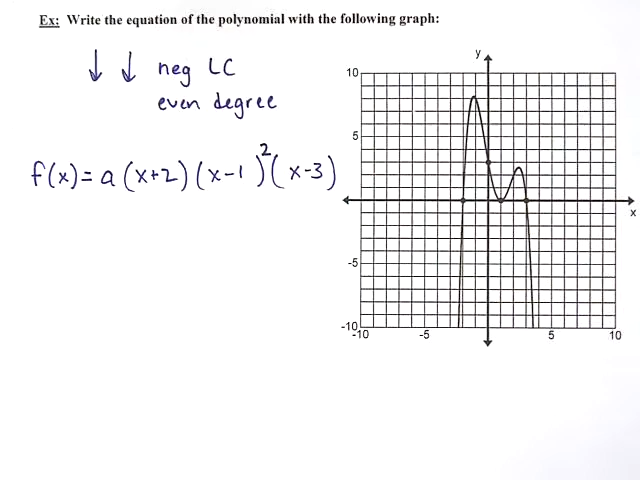 Ex: Write the equation of the polynomial with the following graph:
↓ ↓ neg LC
even degree
f(x) = a (x+2) (x-1)² (x-3)
y
10
5
x
-5
-10
-10 -5 5 10